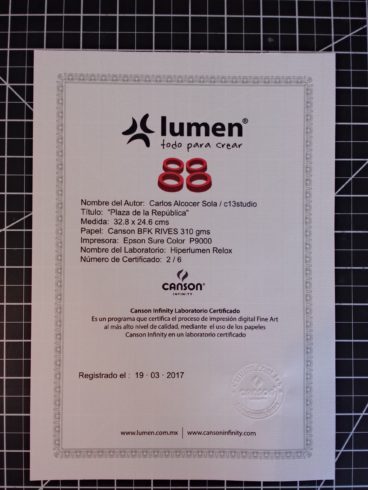 lumen®
todo para crear
88
Nombre del Autor: Carlos Alcocer Sola / c13studio
Título: "Plaza de la República"
Medida: 32.8 x 24.6 cms
Papel: Canson BFK RIVES 310 gms
Impresora: Epson Sure Color P9000
Nombre del Laboratorio: Hiperlumen Relox
Número de Certificado: 2 / 6
CANSON®
INFINITY
Canson Infinity Laboratorio Certificado
Es un programa que certifica el proceso de impresión digital Fine Art
al más alto nivel de calidad, mediante el uso de los papeles
Canson Infinity en un laboratorio certificado
Registrado el : 19 · 03 · 2017
CANSON
www.lumen.com.mx | www.cansoninfinity.com